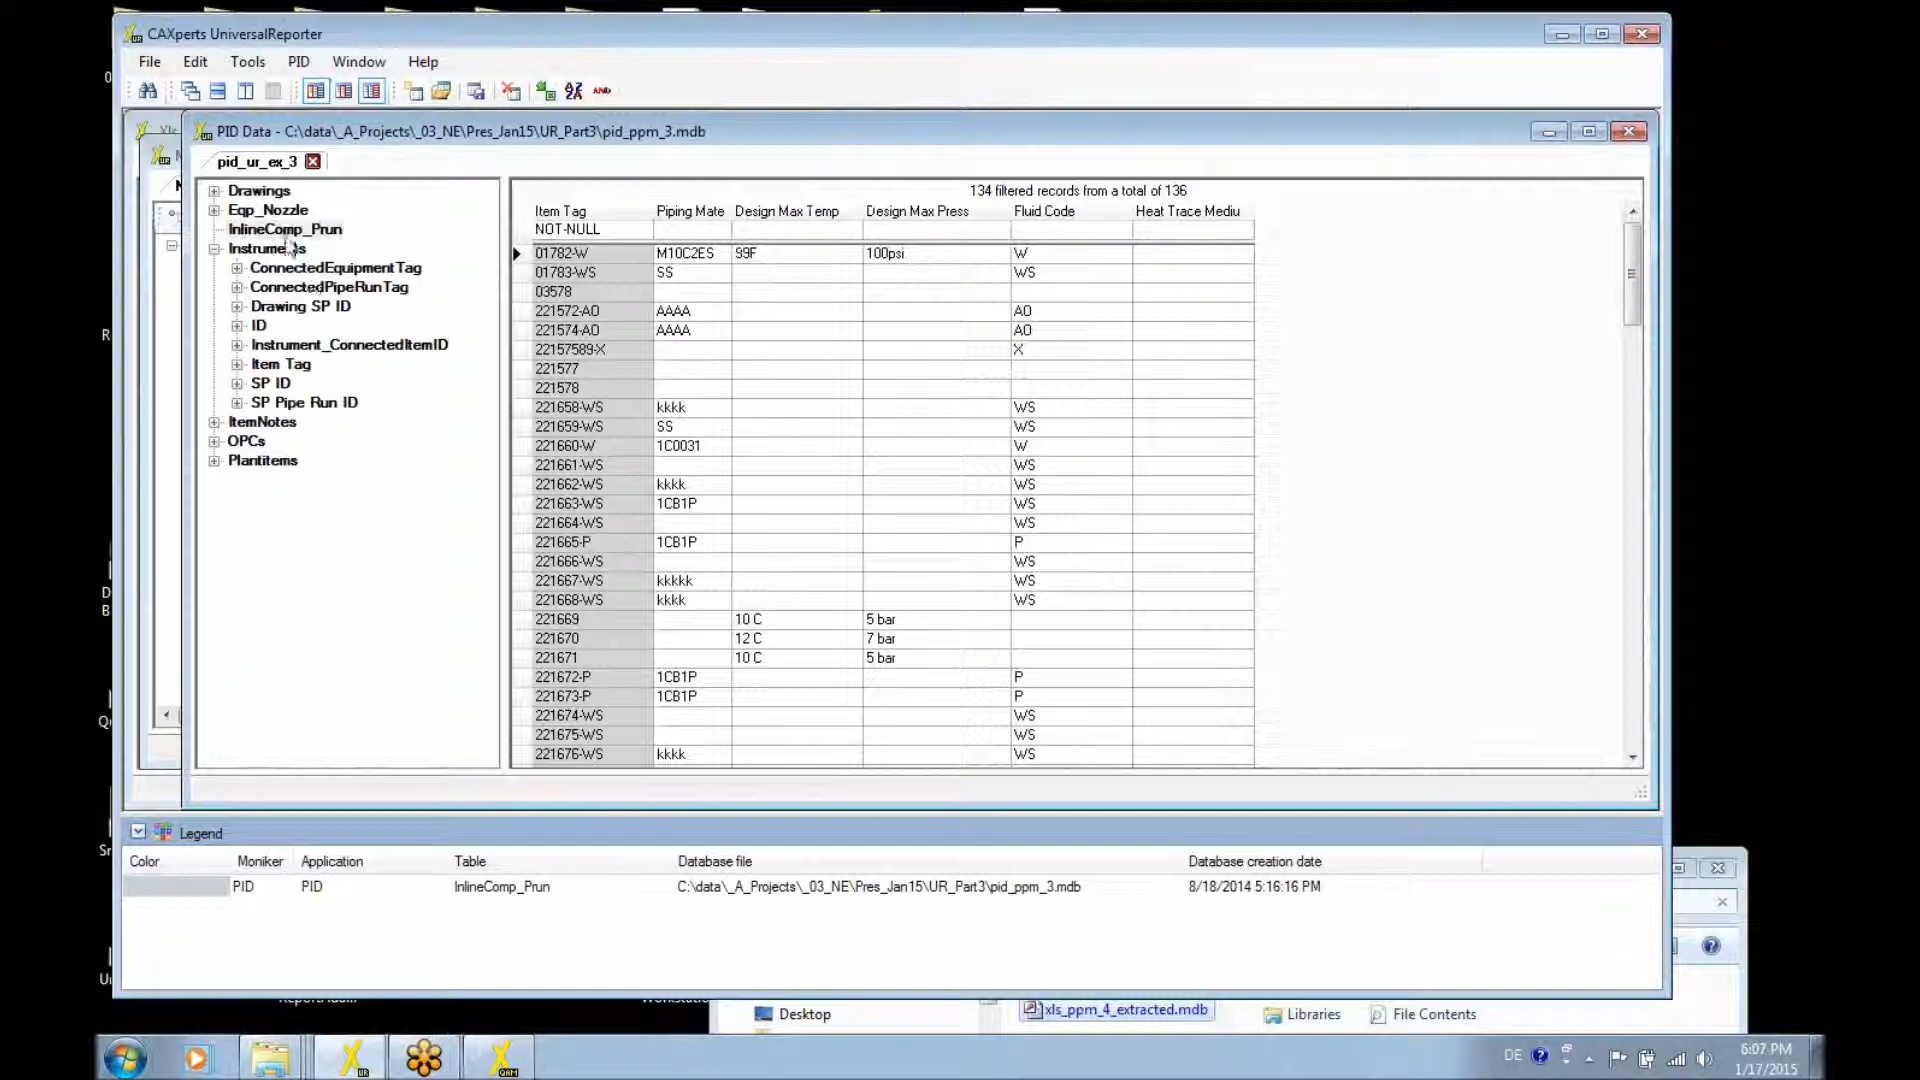 CAXperts UniversalReporter
File Edit Tools PID Window Help
PID Data - C:\data\_A_Projects\_03_NE\Pres_Jan15\UR_Part3\pid_ppm_3.mdb
pid_ur_ex_3
Drawings
Eqp_Nozzle
InlineComp_Prun
Instruments
ConnectedEquipmentTag
ConnectedPipeRunTag
Drawing SP ID
ID
Instrument_ConnectedItemID
Item Tag
SP ID
SP Pipe Run ID
ItemNotes
OPCs
Plantitems
134 filtered records from a total of 136
Item Tag Piping Mate Design Max Temp Design Max Press Fluid Code Heat Trace Mediu
NOT-NULL
01782-W M10C2ES 99F 100psi W
01783-WS SS WS
03578
221572-AO AAAA AO
221574-AO AAAA AO
22157589-X X
221577
221578
221658-WS kkkk WS
221659-WS SS WS
221660-W 1C0031 W
221661-WS WS
221662-WS kkkk WS
221663-WS 1CB1P WS
221664-WS WS
221665-P 1CB1P P
221666-WS WS
221667-WS kkkkk WS
221668-WS kkkk WS
221669 10 C 5 bar
221670 12 C 7 bar
221671 10 C 5 bar
221672-P 1CB1P P
221673-P 1CB1P P
221674-WS WS
221675-WS WS
221676-WS kkkk WS
Legend
Color Moniker Application Table Database file Database creation date
PID PID InlineComp_Prun C:\data\_A_Projects\_03_NE\Pres_Jan15\UR_Part3\pid_ppm_3.mdb 8/18/2014 5:16:16 PM
Desktop xls_ppm_4_extracted.mdb Libraries File Contents
DE 6:07 PM
1/17/2015